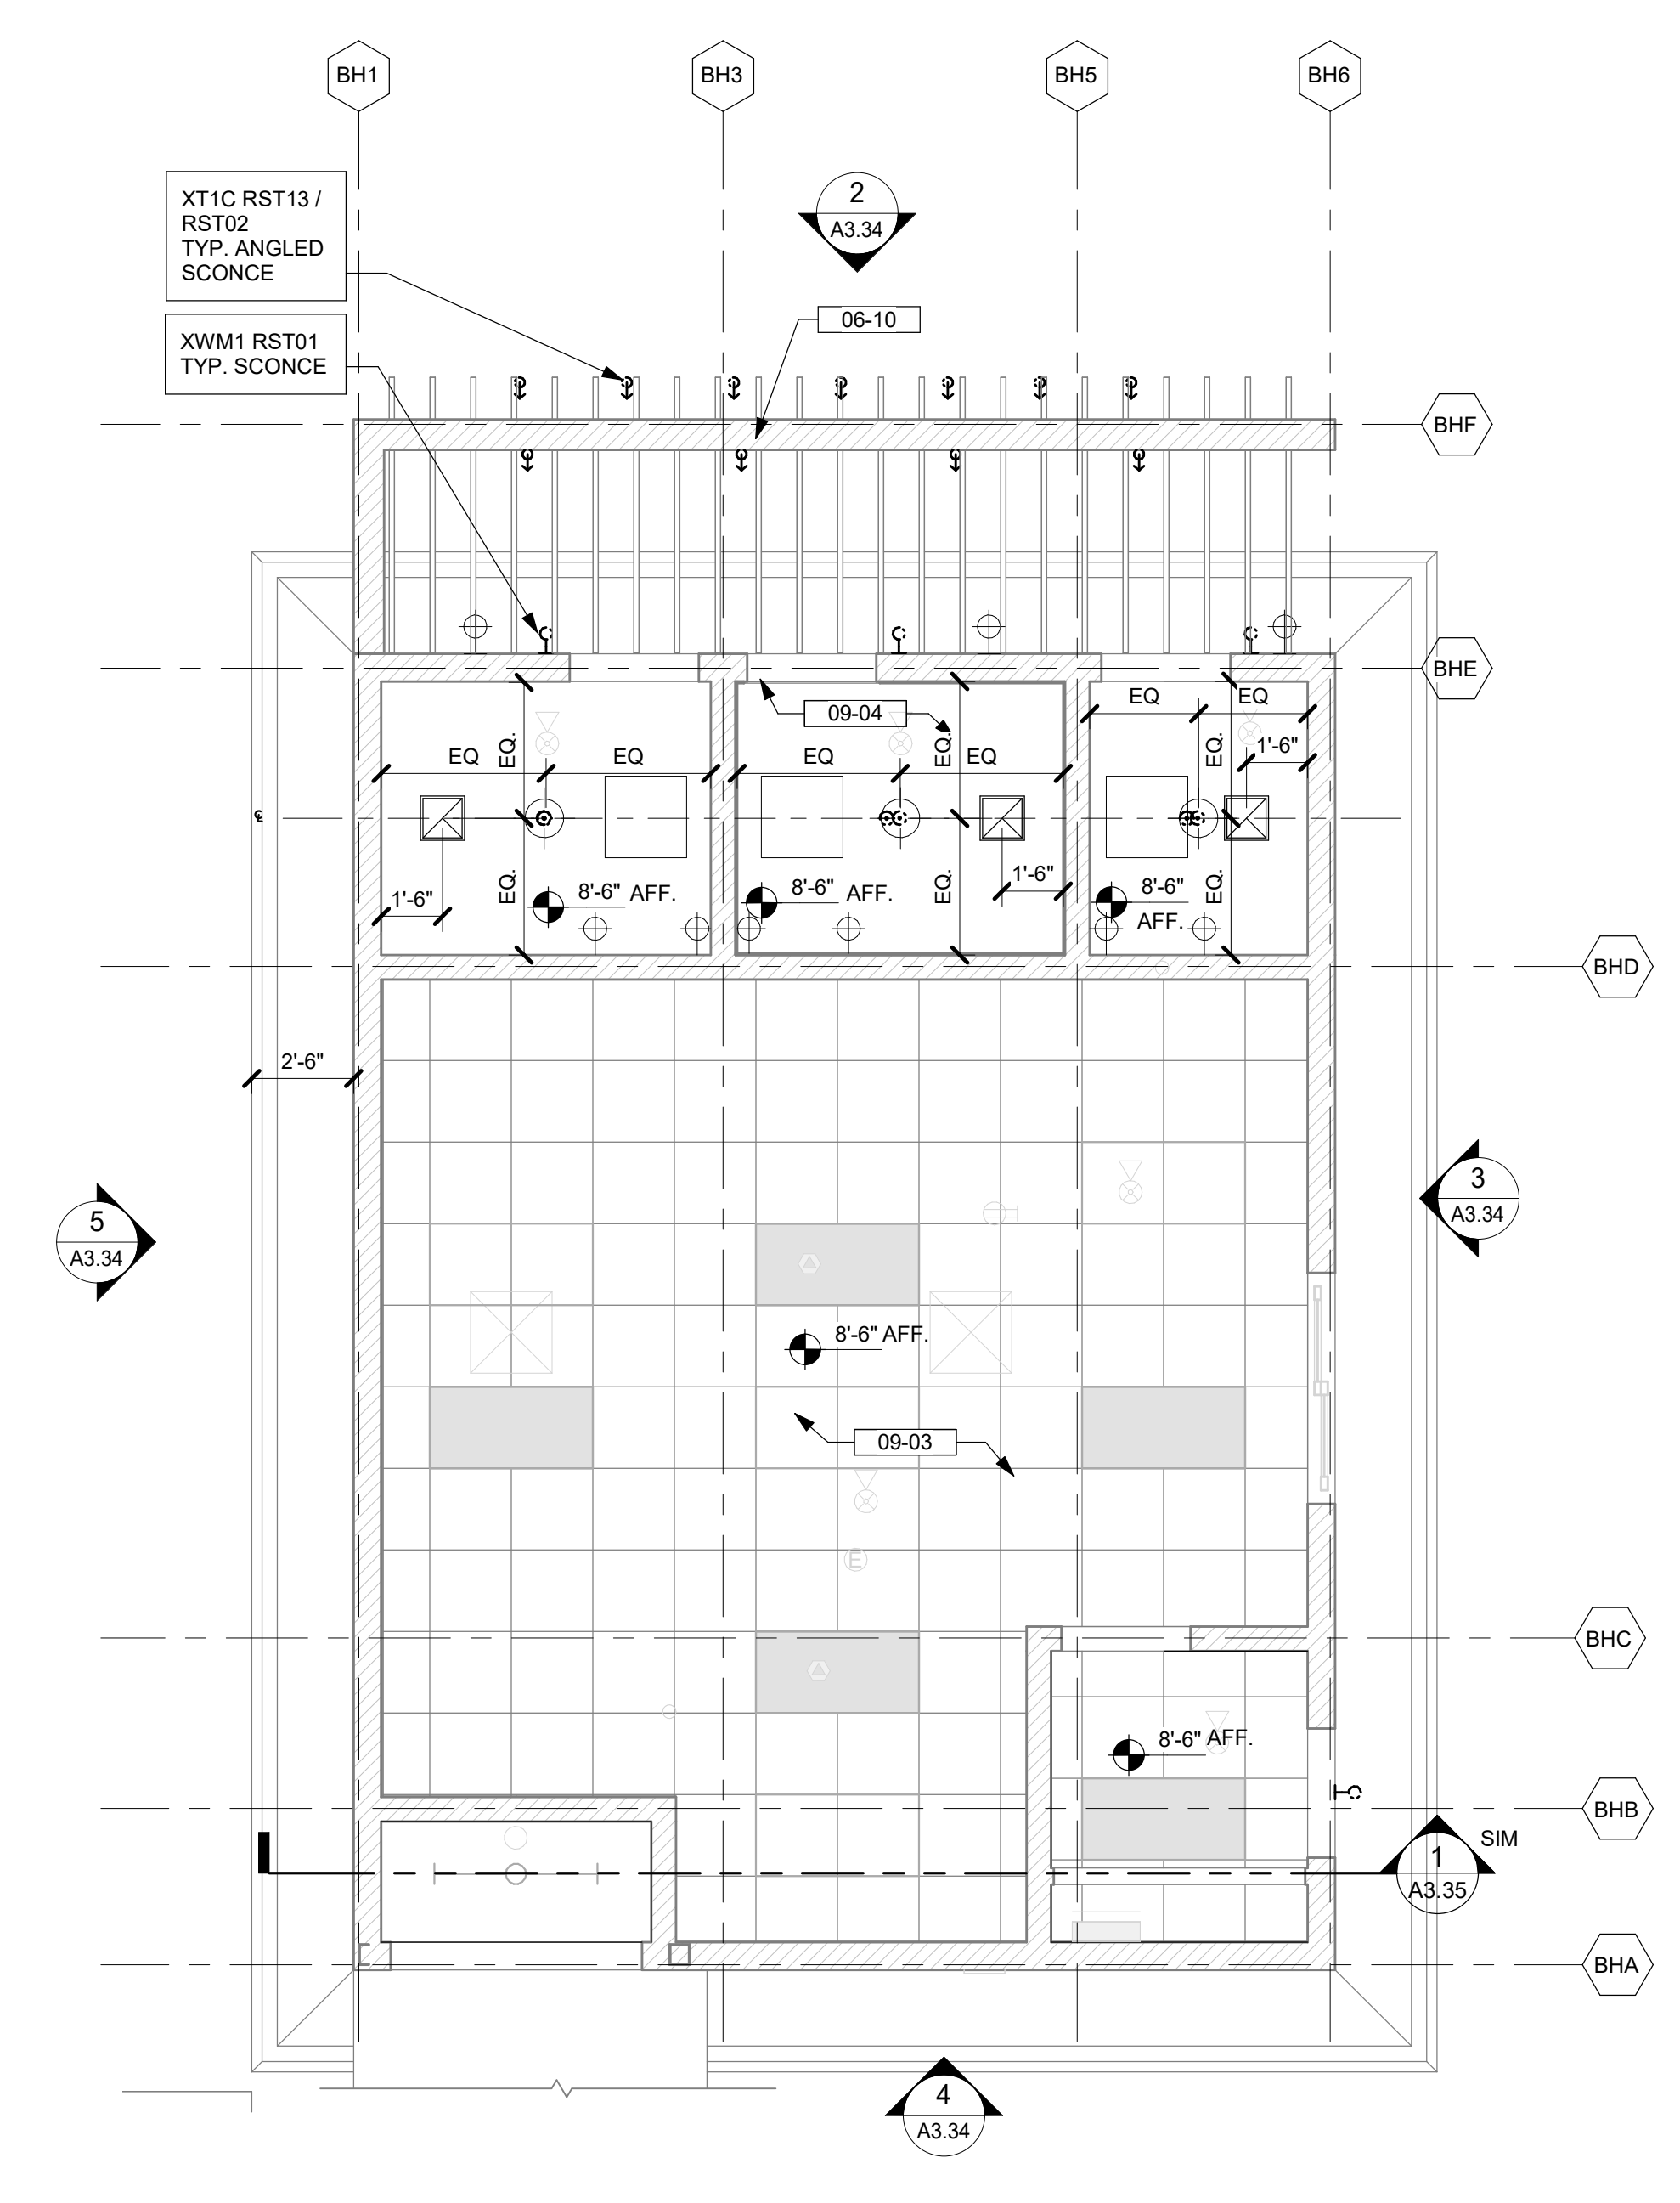 BH1
BH3
BH5
BH6
XT1C RST13 /
RST02
TYP. ANGLED
SCONCE
2
A3.34
06-10
XWM1 RST01
TYP. SCONCE
BHF
BHE
09-04
EQ
EQ
EQ.
EQ
EQ
EQ.
EQ
EQ
EQ.
1'-6"
℄
EQ.
1'-6"
8'-6" AFF.
EQ.
1'-6"
8'-6" AFF.
EQ.
8'-6"
AFF.
BHD
2'-6"
5
A3.34
3
A3.34
8'-6" AFF.
09-03
E
BHC
8'-6" AFF.
BHB
SIM
1
A3.35
BHA
4
A3.34